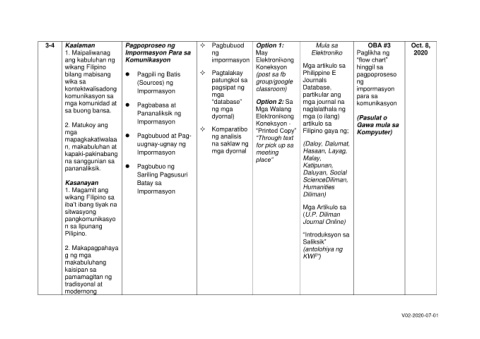 3-4
Kaalaman
1. Maipaliwanag
ang kabuluhan ng
wikang Filipino
bilang mabisang
wika sa
kontekstwalisadong
komunikasyon sa
mga komunidad at
sa buong bansa.
2. Matukoy ang
mga
mapagkakatiwalaa
n, makabuluhan at
kapaki-pakinabang
na sanggunian sa
pananaliksik.
Kasanayan
1. Magamit ang
wikang Filipino sa
iba't ibang tiyak na
sitwasyong
pangkomunikasyo
n sa lipunang
Pilipino.
2. Makapagpahaya
g ng mga
makabuluhang
kaisipan sa
pamamagitan ng
tradisyonal at
modernong
Pagpoproseso ng
Impormasyon Para sa
Komunikasyon
● Pagpili ng Batis
(Sources) ng
Impormasyon
● Pagbabasa at
Pananaliksik ng
Impormasyon
● Pagbubuod at Pag-
uugnay-ugnay ng
Impormasyon
● Pagbubuo ng
Sariling Pagsusuri
Batay sa
Impormasyon
✧ Pagbubuod
ng
impormasyon
✧ Pagtalakay
patungkol sa
pagsipat ng
mga
"database"
ng mga
dyornal)
✧ Komparatibo
ng analisis
na saklaw ng
mga dyornal
Option 1:
May
Elektronikong
Koneksyon
(post sa fb
group/google
classroom)
Option 2: Sa
Mga Walang
Elektronikong
Koneksyon -
"Printed Copy"
"Through text
for pick up sa
meeting
place"
Mula sa
Elektroniko
Mga artikulo sa
Philippine E
Journals
Database,
partikular ang
mga journal na
naglalathala ng
mga (o ilang)
artikulo sa
Filipino gaya ng;
(Daloy, Dalumat,
Hasaan, Layag,
Malay,
Katipunan,
Daluyan, Social
ScienceDiliman,
Humanities
Diliman)
Mga Artikulo sa
(U.P. Diliman
Journal Online)
"Introduksyon sa
Saliksik"
(antolohiya ng
KWF")
OBA #3
Paglikha ng
"flow chart"
hinggil sa
pagpoproseso
ng
impormasyon
para sa
komunikasyon
(Pasulat o
Gawa mula sa
Kompyuter)
Oct. 8,
2020
V02-2020-07-01